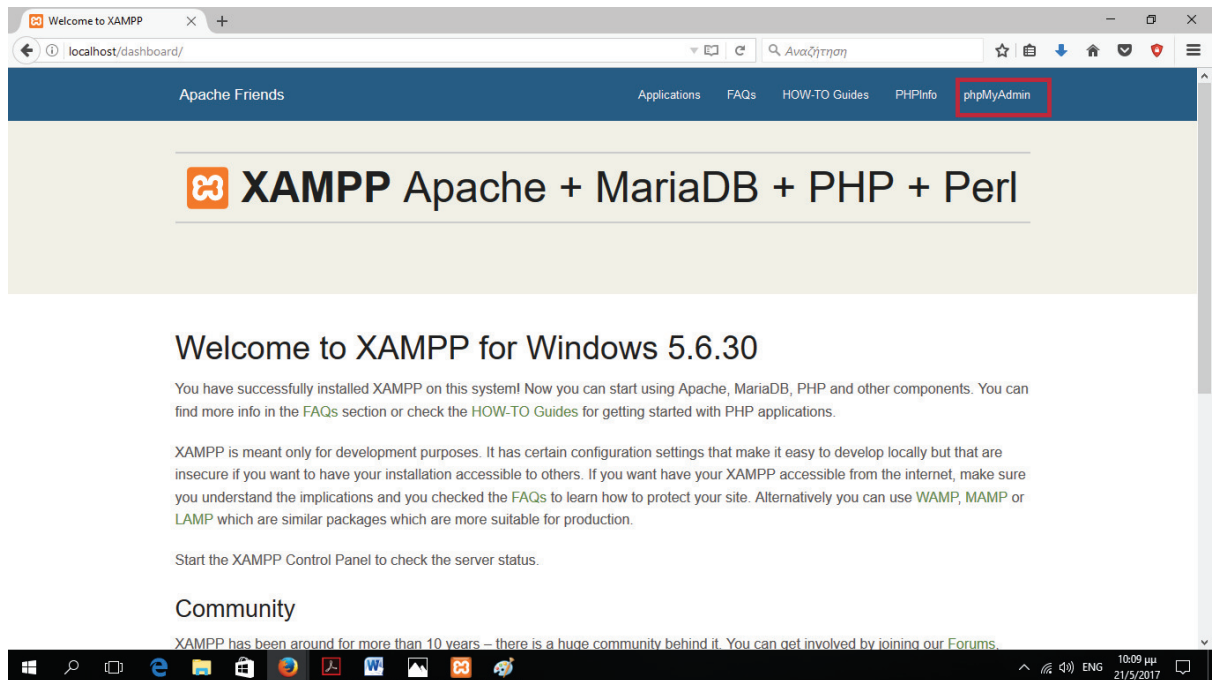 Welcome to XAMPP
localhost/dashboard/
Αναζήτηση
Apache Friends
Applications
FAQs
HOW-TO Guides
PHPInfo
phpMyAdmin
XAMPP Apache + MariaDB + PHP + Perl
Welcome to XAMPP for Windows 5.6.30
You have successfully installed XAMPP on this system! Now you can start using Apache, MariaDB, PHP and other components. You can
find more info in the FAQs section or check the HOW-TO Guides for getting started with PHP applications.
XAMPP is meant only for development purposes. It has certain configuration settings that make it easy to develop locally but that are
insecure if you want to have your installation accessible to others. If you want have your XAMPP accessible from the internet, make sure
you understand the implications and you checked the FAQs to learn how to protect your site. Alternatively you can use WAMP, MAMP or
LAMP which are similar packages which are more suitable for production.
Start the XAMPP Control Panel to check the server status.
Community
XAMPP has been around for more than 10 years – there is a huge community behind it. You can get involved by joining our Forums,
ENG
10:09 μμ
21/5/2017